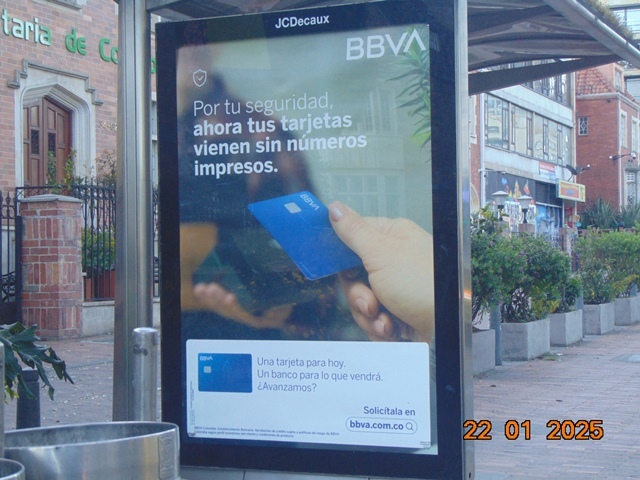 JCDecaux
taria de Co
BBVA
Por tu seguridad,
ahora tus tarjetas
vienen sin números
impresos.
BBVA
BBVA
Una tarjeta para hoy.
Un banco para lo que vendrá.
¿Avanzamos?
Solicítala en
bbva.com.co
22 01 2025